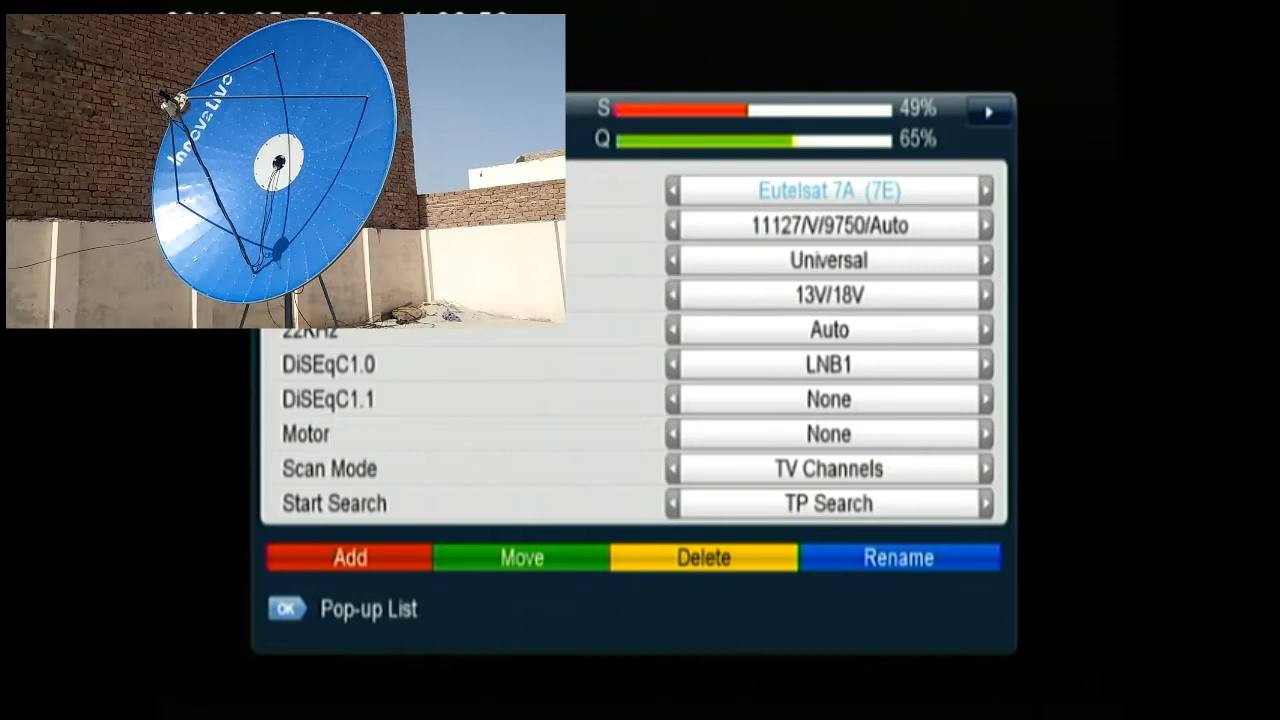 Innovative
S 49%
Q 65%
Eutelsat 7A (7E)
11127/V/9750/Auto
Universal
13V/18V
22KHz Auto
DiSEqC1.0 LNB1
DiSEqC1.1 None
Motor None
Scan Mode TV Channels
Start Search TP Search
Add Move Delete Rename
OK Pop-up List